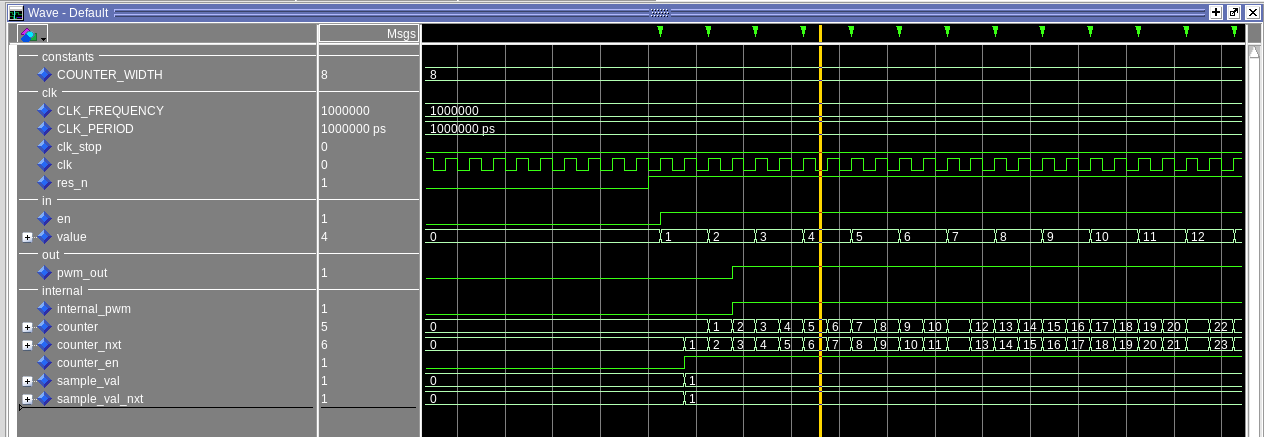 Wave - Default
Msgs
constants
COUNTER_WIDTH 8 8
clk
CLK_FREQUENCY 1000000 1000000
CLK_PERIOD 1000000 ps 1000000 ps
clk_stop 0
clk 0
res_n 1
in
en 1
value 4 0 1 2 3 4 5 6 7 8 9 10 11 12
out
pwm_out 1
internal
internal_pwm 1
counter 5 0 1 2 3 4 5 6 7 8 9 10 12 13 14 15 16 17 18 19 20 22
counter_nxt 6 0 1 2 3 4 5 6 7 8 9 10 11 13 14 15 16 17 18 19 20 21 23
counter_en 1
sample_val 1 0 1
sample_val_nxt 1 0 1